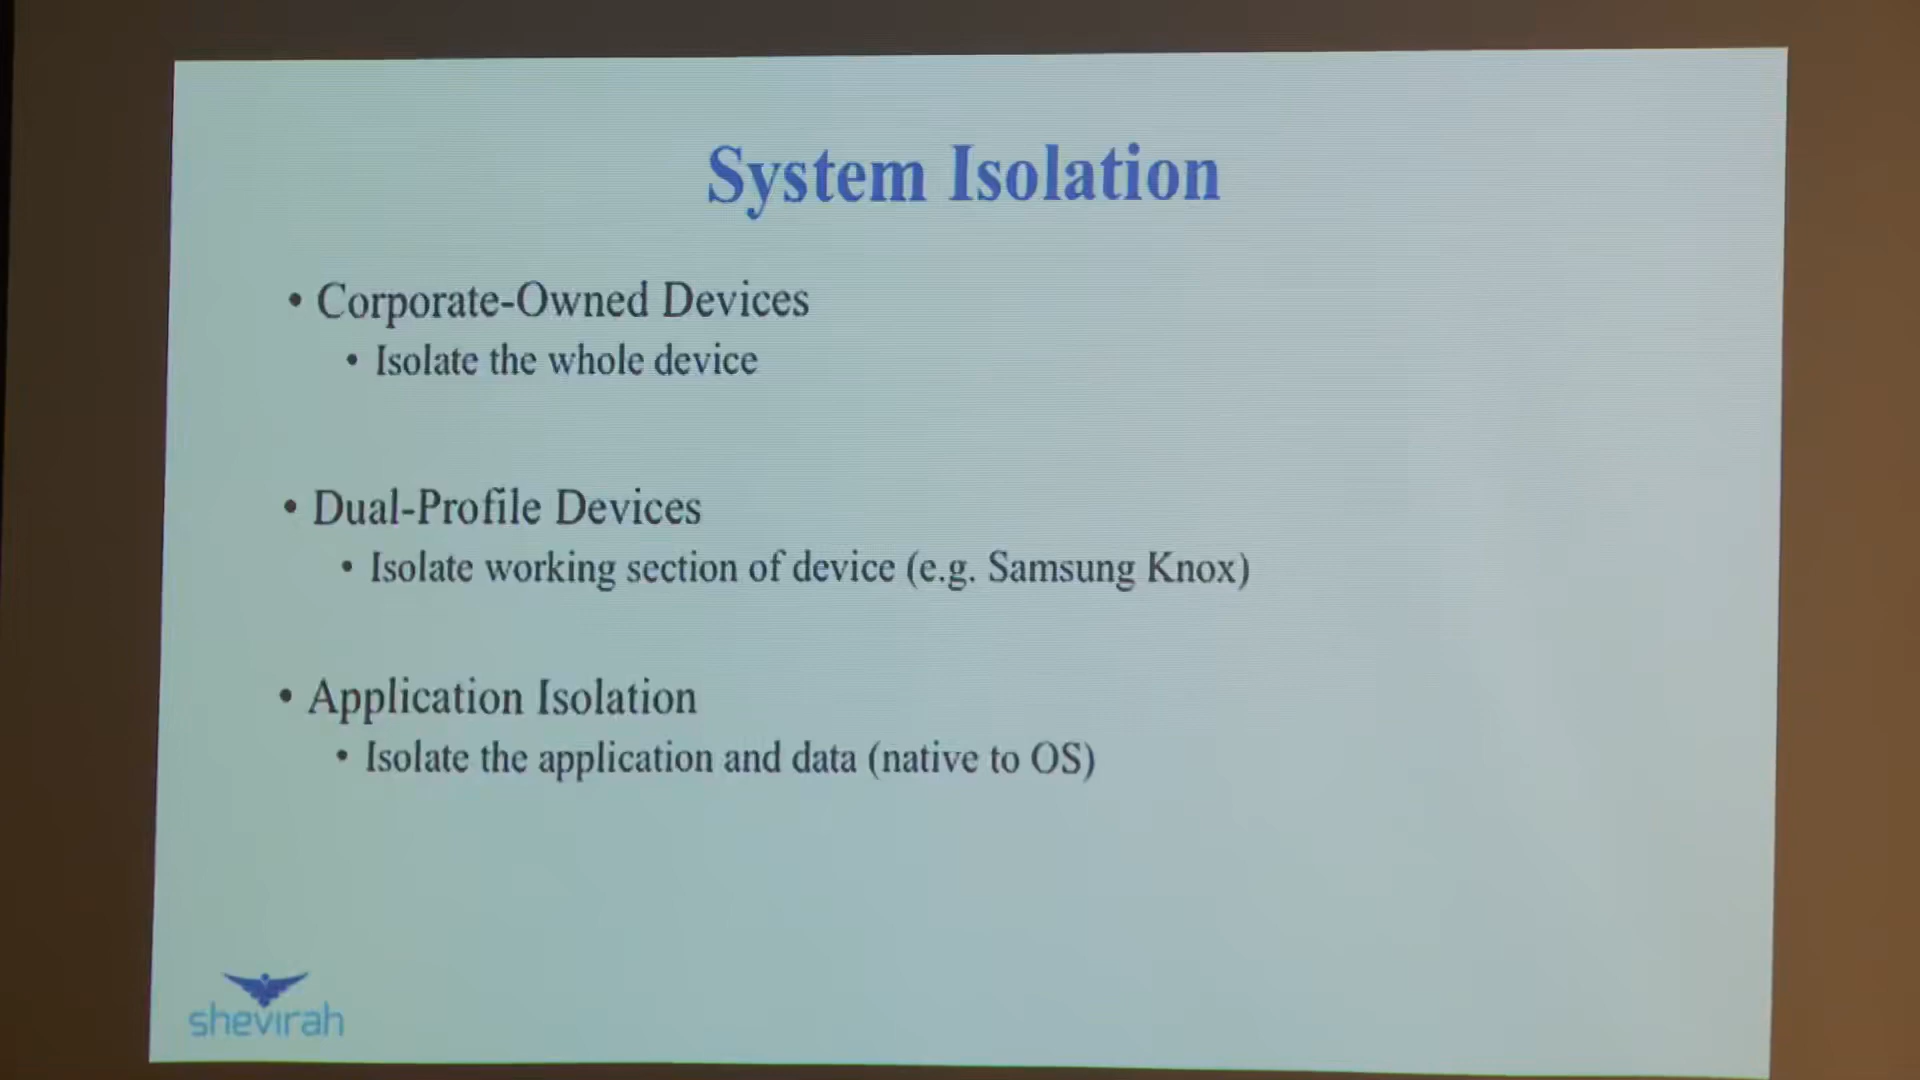 System Isolation
• Corporate-Owned Devices
• Isolate the whole device
• Dual-Profile Devices
• Isolate working section of device (e.g. Samsung Knox)
• Application Isolation
• Isolate the application and data (native to OS)
shevirah